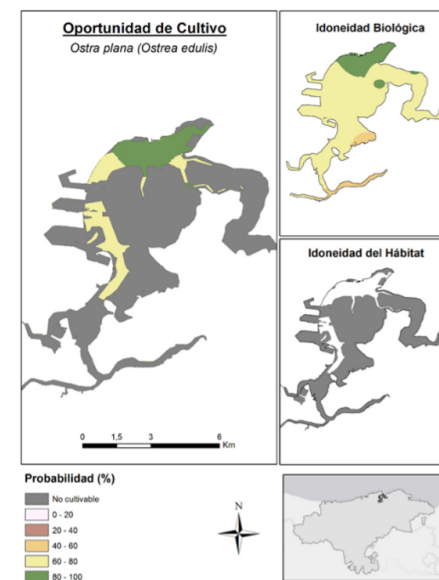 Oportunidad de Cultivo
Ostra plana (Ostrea edulis)
Idoneidad Biológica
Idoneidad del Hábitat
0 1,5 3 6
Km
Probabilidad (%)
No cultivable
0 - 20
20 - 40
40 - 60
60 - 80
80 - 100
N